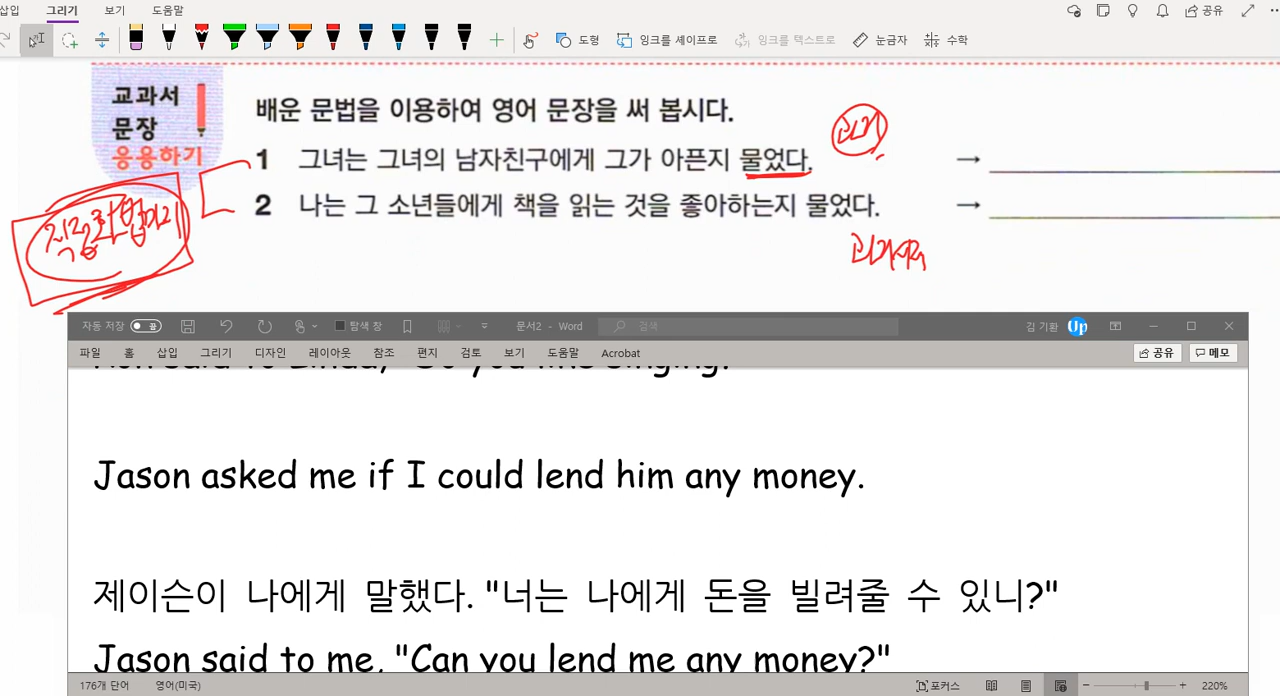 삽입 그리기 보기 도움말 공유
도형 잉크를 셰이프로 잉크를 텍스트로 눈금자 수학
교과서
문장
응용하기
배운 문법을 이용하여 영어 문장을 써 봅시다.
과거
1 그녀는 그녀의 남자친구에게 그가 아픈지 물었다. →
2 나는 그 소년들에게 책을 읽는 것을 좋아하는지 물었다. →
직접화법
자동 저장 끔 탐색 창 문서2 - Word 검색 김 기환 Up
파일 홈 삽입 그리기 디자인 레이아웃 참조 편지 검토 보기 도움말 Acrobat 공유 메모
Jason asked me if I could lend him any money.
제이슨이 나에게 말했다. "너는 나에게 돈을 빌려줄 수 있니?"
Jason said to me, "Can you lend me any money?"
176개 단어 영어(미국) 포커스 220%